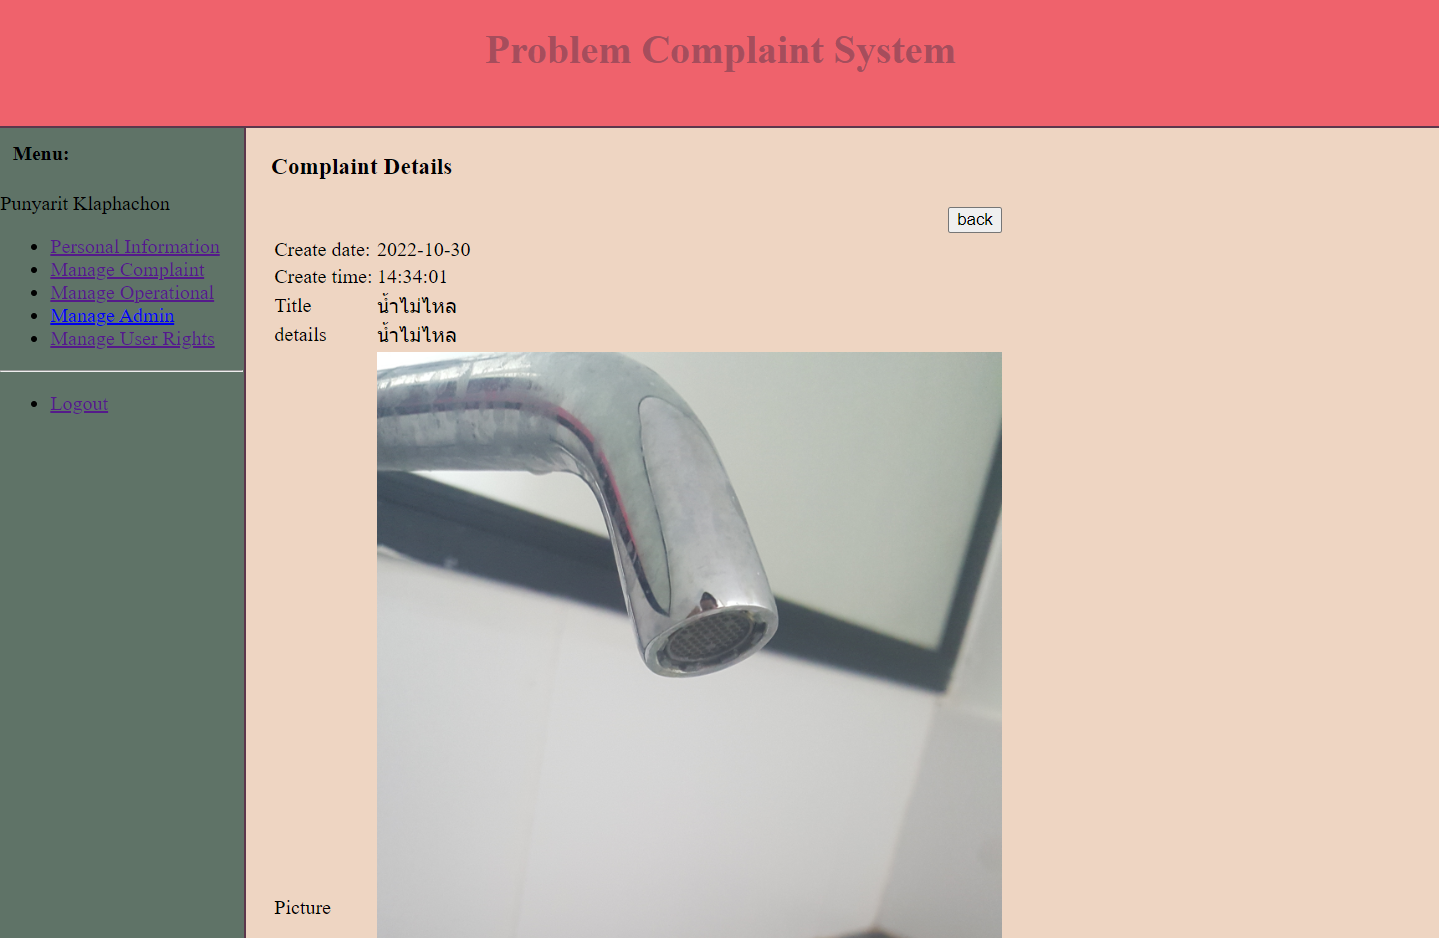 Problem Complaint System
Menu:
Punyarit Klaphachon
Personal Information
Manage Complaint
Manage Operational
Manage Admin
Manage User Rights
Logout
Complaint Details
back
Create date: 2022-10-30
Create time: 14:34:01
Title น้ำไม่ไหล
details น้ำไม่ไหล
Picture